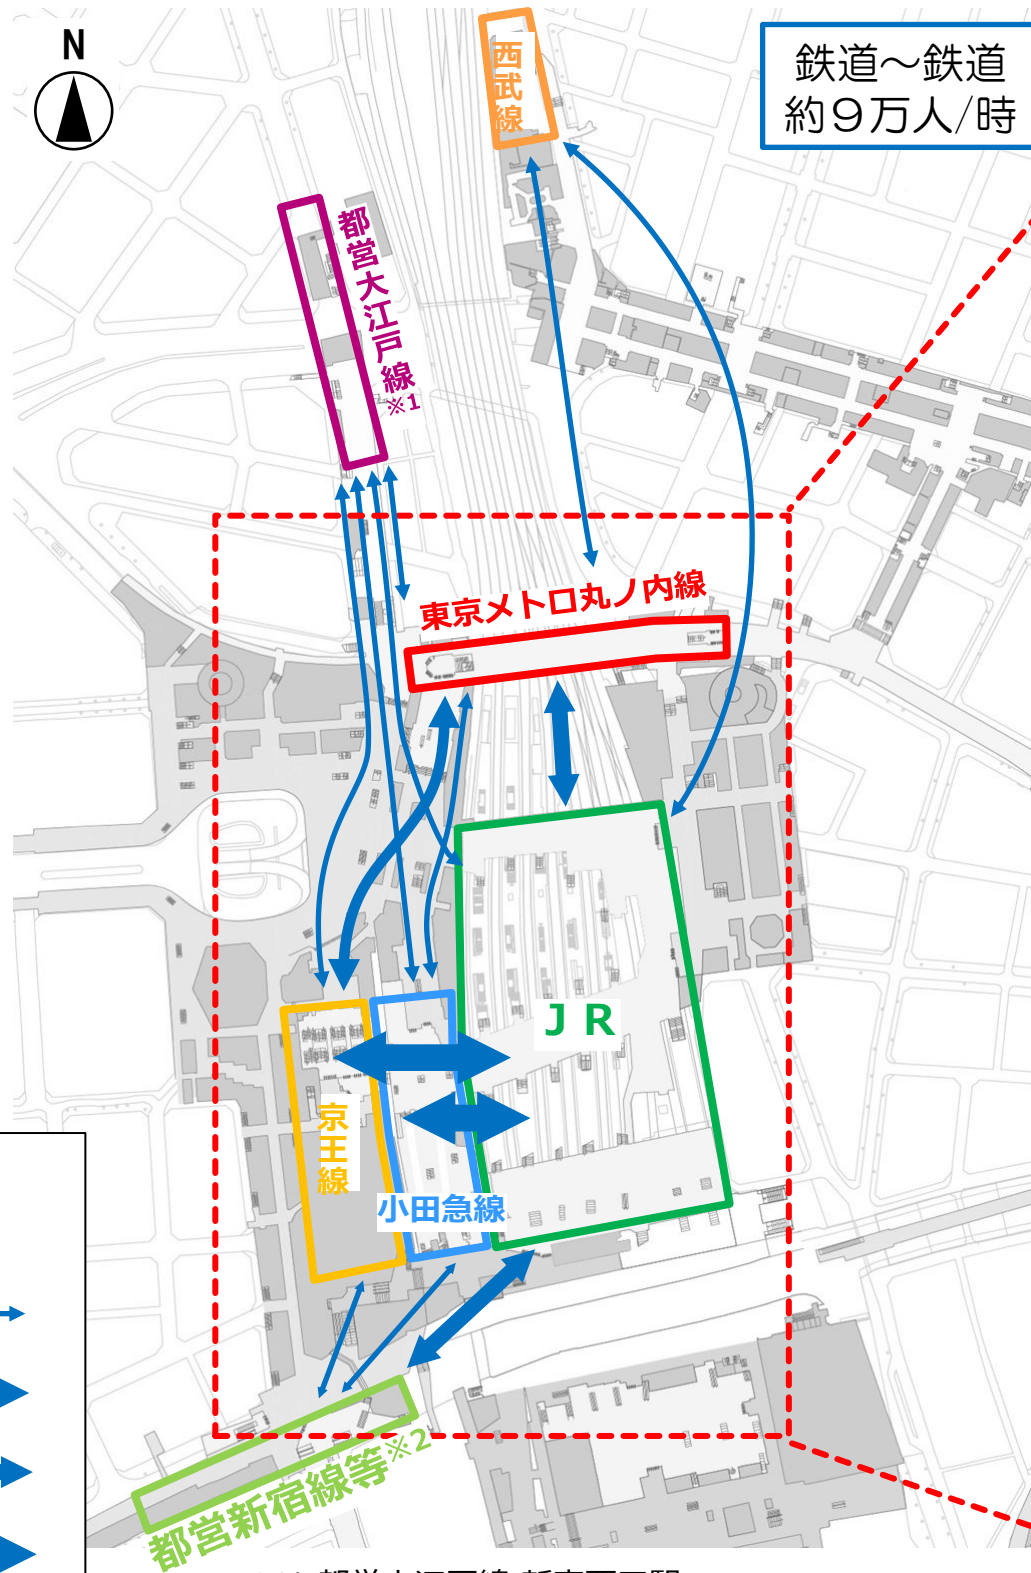 N
鉄道～鉄道
約９万人/時
西武線
都営大江戸線※1
東京メトロ丸ノ内線
ＪＲ
京王線
小田急線
都営新宿線等※2